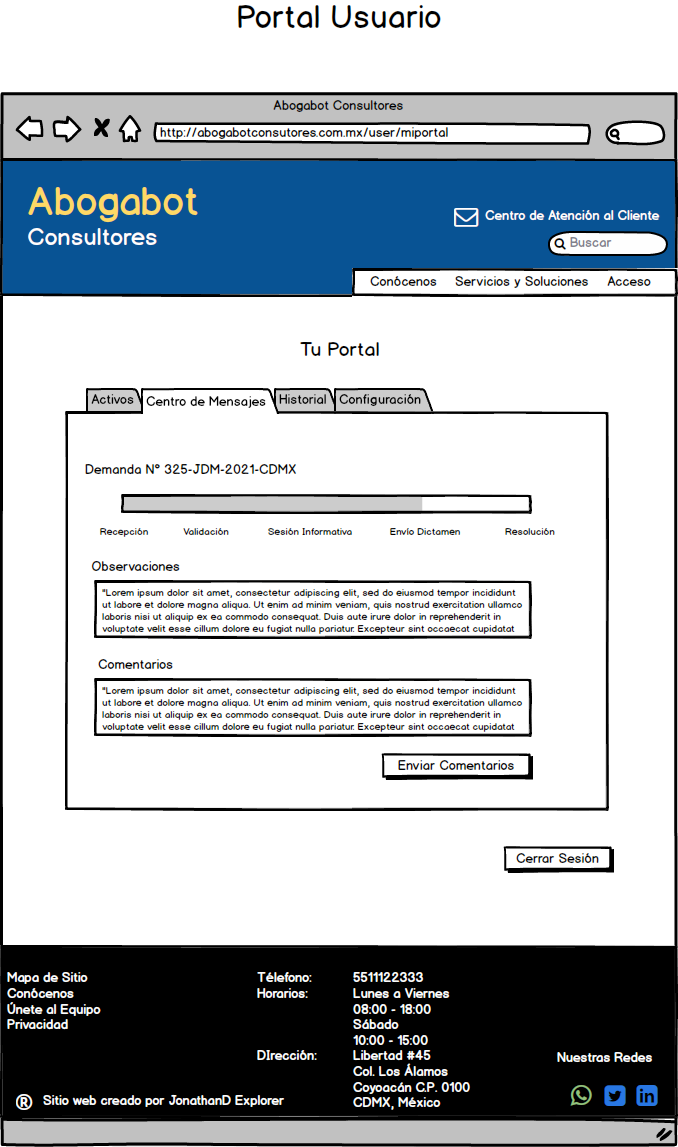 Portal Usuario
Abogabot Consultores
http://abogabotconsutores.com.mx/user/miportal
Abogabot
Consultores
Centro de Atención al Cliente
Buscar
Conócenos Servicios y Soluciones Acceso
Tu Portal
Activos Centro de Mensajes Historial Configuración
Demanda N° 325-JDM-2021-CDMX
Recepción Validación Sesión Informativa Envío Dictamen Resolución
Observaciones
"Lorem ipsum dolor sit amet, consectetur adipiscing elit, sed do eiusmod tempor incididunt
ut labore et dolore magna aliqua. Ut enim ad minim veniam, quis nostrud exercitation ullamco
laboris nisi ut aliquip ex ea commodo consequat. Duis aute irure dolor in reprehenderit in
voluptate velit esse cillum dolore eu fugiat nulla pariatur. Excepteur sint occaecat cupidatat
Comentarios
"Lorem ipsum dolor sit amet, consectetur adipiscing elit, sed do eiusmod tempor incididunt
ut labore et dolore magna aliqua. Ut enim ad minim veniam, quis nostrud exercitation ullamco
laboris nisi ut aliquip ex ea commodo consequat. Duis aute irure dolor in reprehenderit in
voluptate velit esse cillum dolore eu fugiat nulla pariatur. Excepteur sint occaecat cupidatat
Enviar Comentarios
Cerrar Sesión
Mapa de Sitio
Conócenos
Únete al Equipo
Privacidad
Télefono: 5511122333
Horarios: Lunes a Viernes
08:00 - 18:00
Sábado
10:00 - 15:00
DIrección: Libertad #45
Col. Los Álamos
Coyoacán C.P. 0100
CDMX, México
Nuestras Redes
® Sitio web creado por JonathanD Explorer